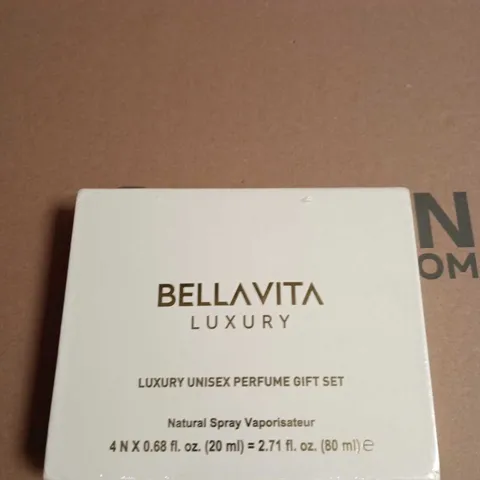 N
OM
BELLAVITA
LUXURY
LUXURY UNISEX PERFUME GIFT SET
Natural Spray Vaporisateur
4 N X 0.68 fl. oz. (20 ml) = 2.71 fl. oz. (80 ml) e